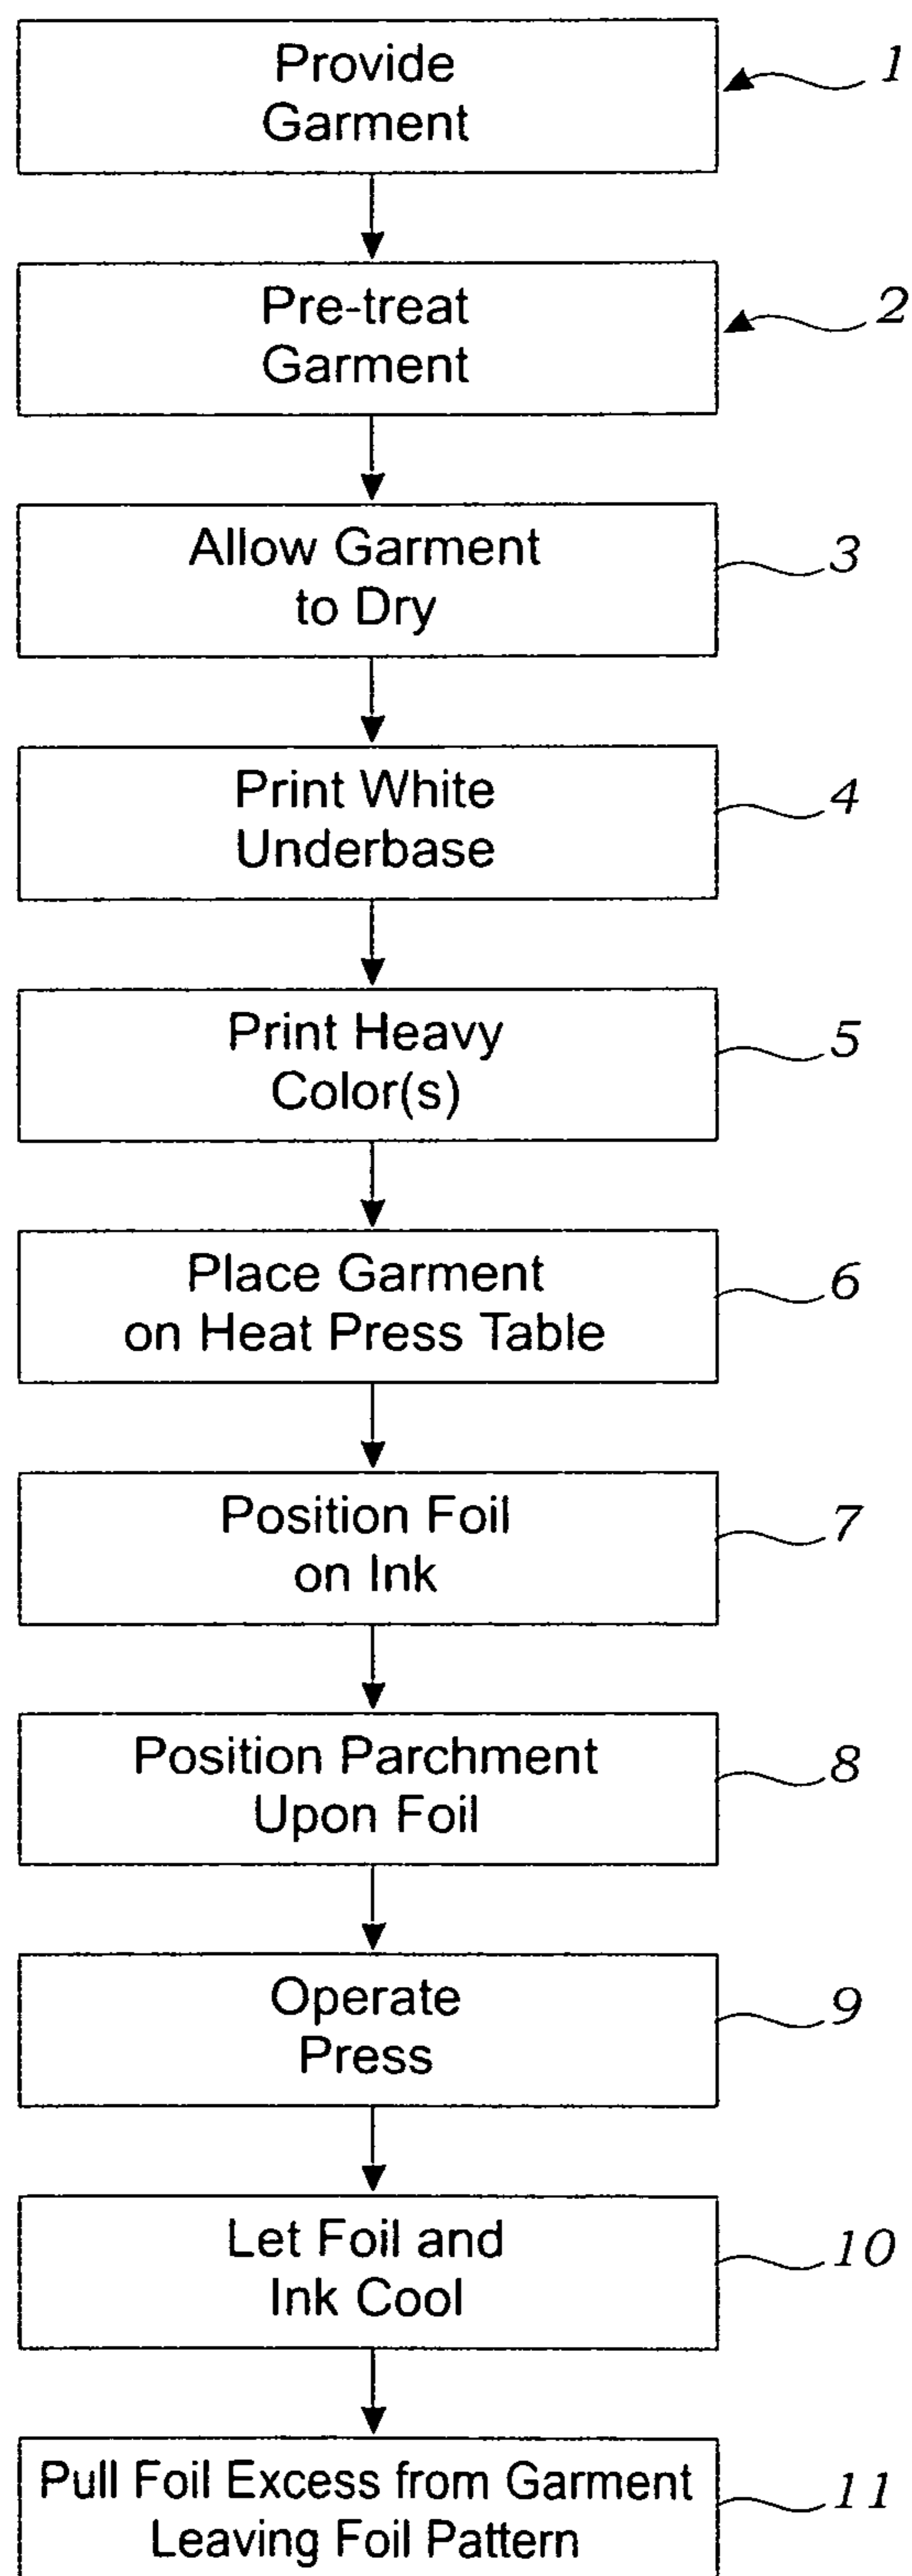 Provide
Garment
1
Pre-treat
Garment
2
Allow Garment
to Dry
3
Print White
Underbase
4
Print Heavy
Color(s)
5
Place Garment
on Heat Press Table
6
Position Foil
on Ink
7
Position Parchment
Upon Foil
8
Operate
Press
9
Let Foil and
Ink Cool
10
Pull Foil Excess from Garment
Leaving Foil Pattern
11